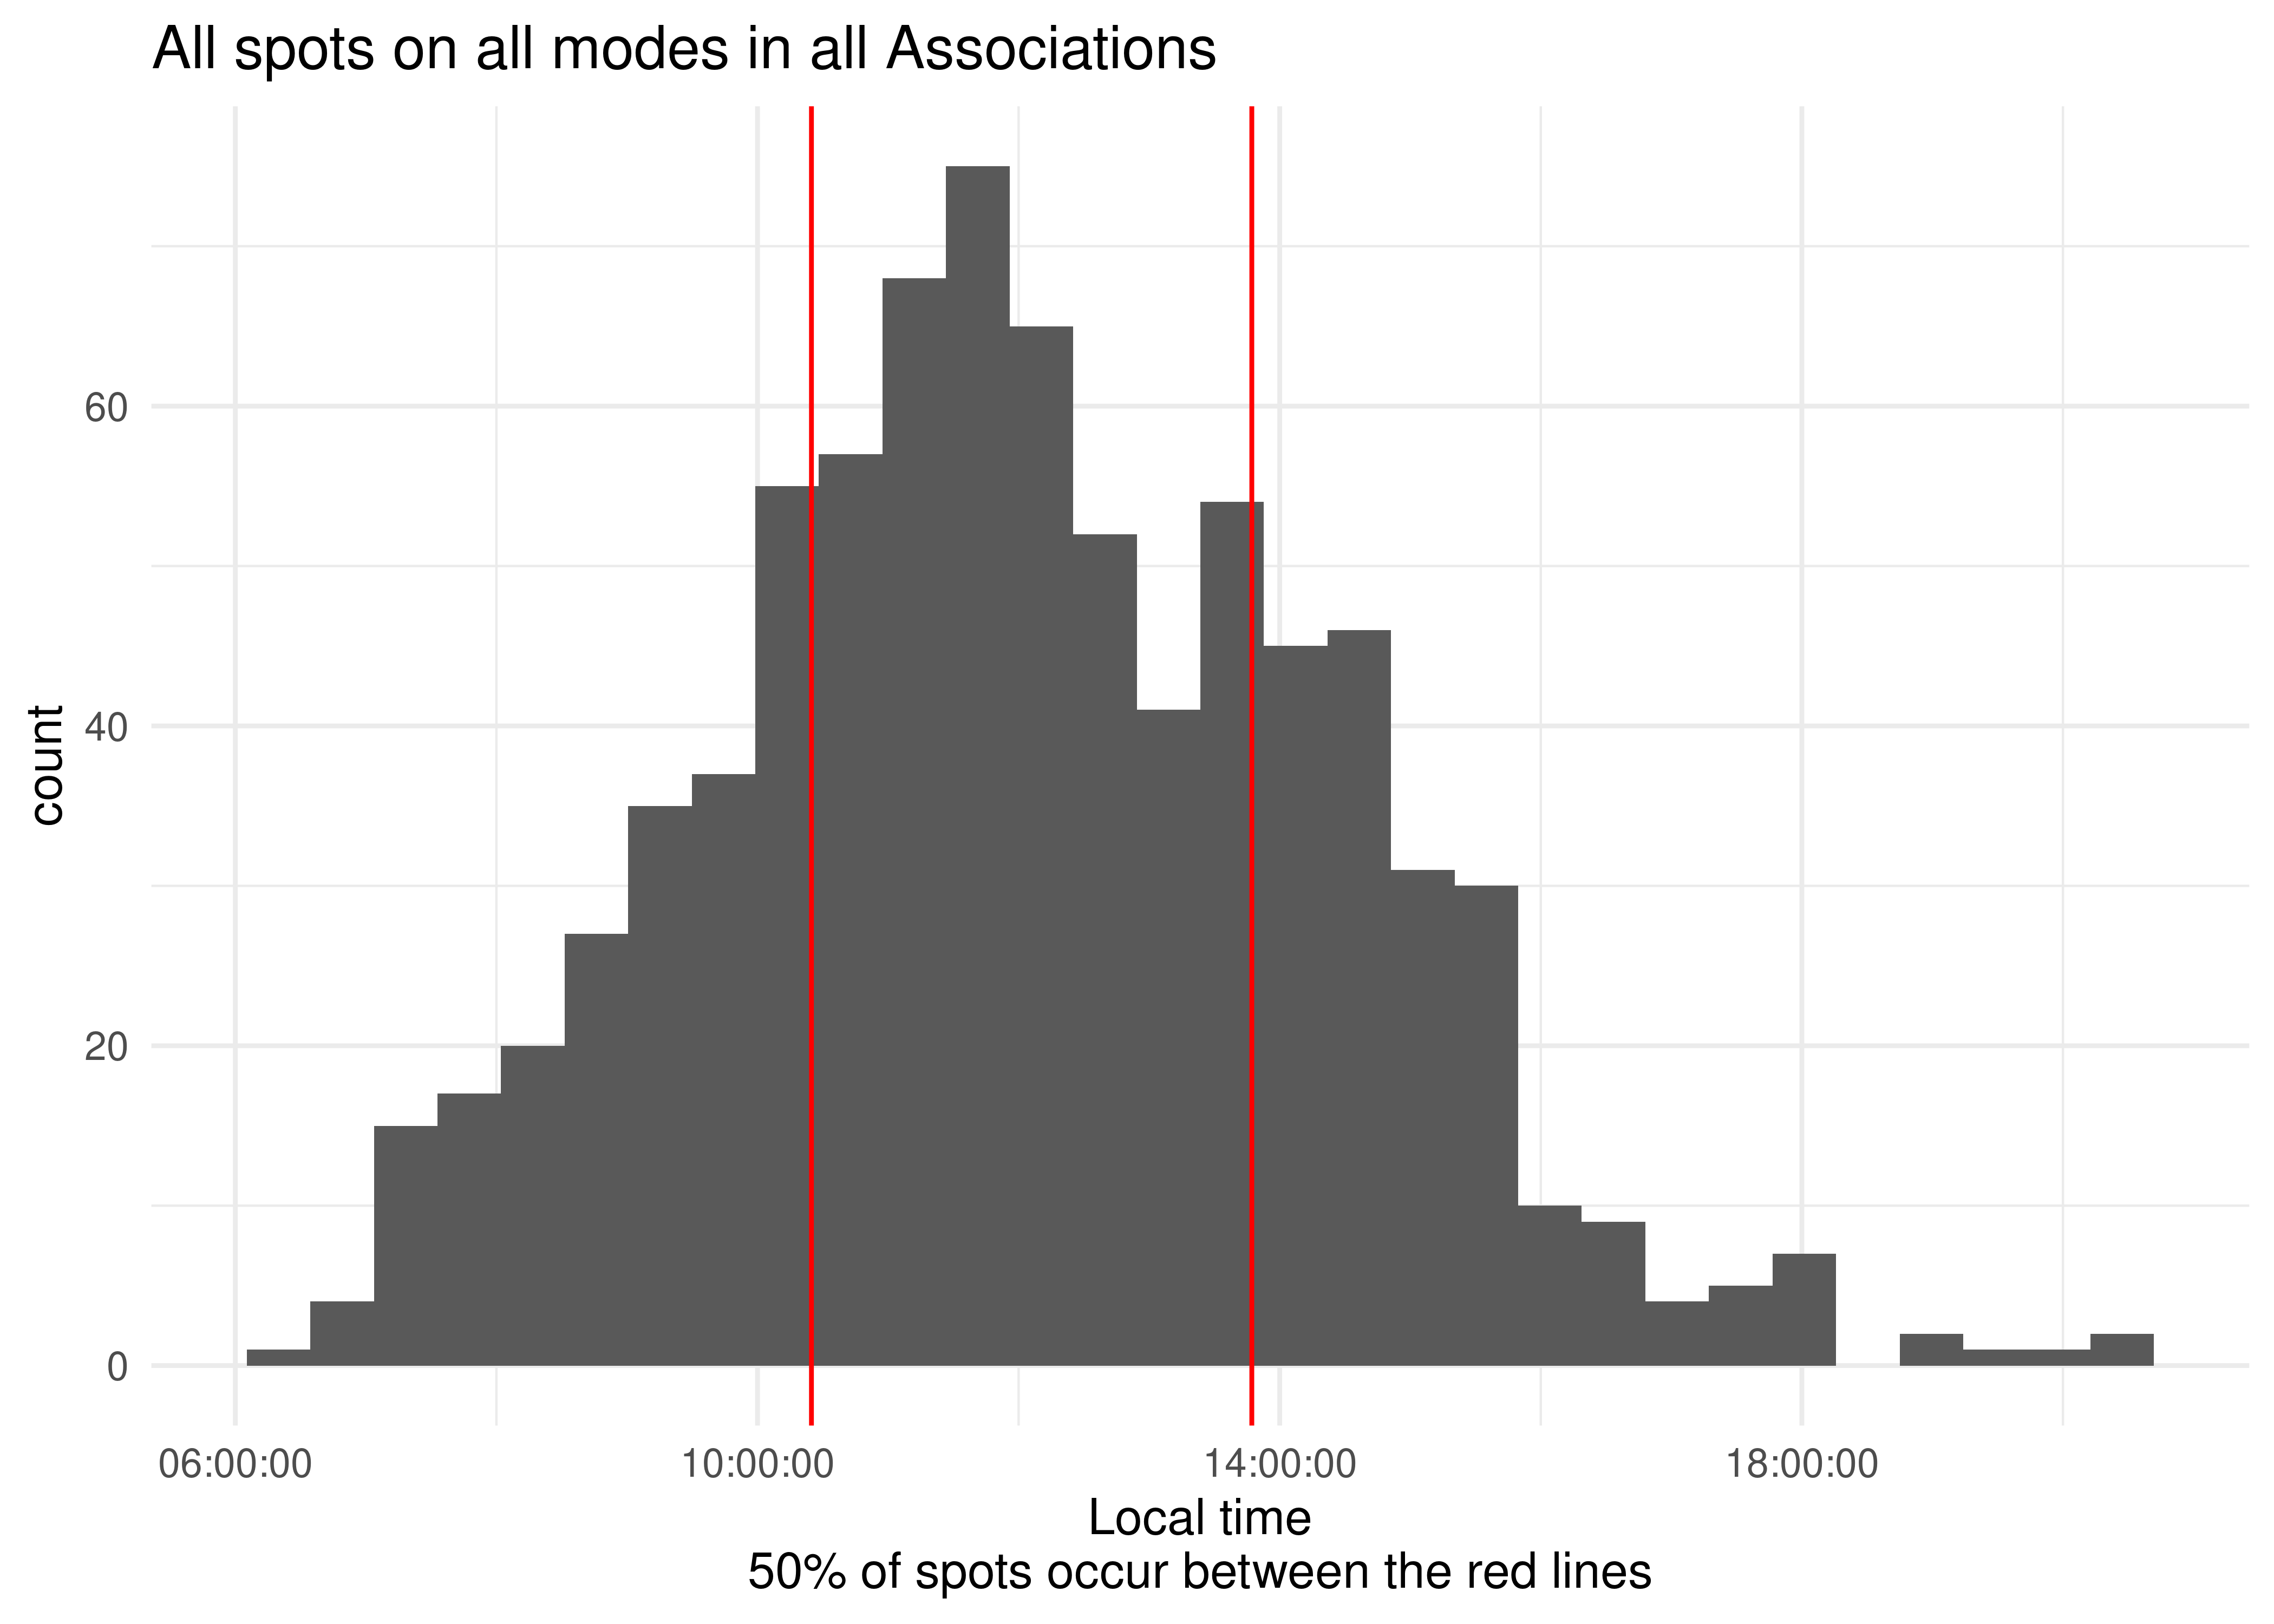 All spots on all modes in all Associations
count
60
40
20
0
06:00:00 10:00:00 14:00:00 18:00:00
Local time
50% of spots occur between the red lines